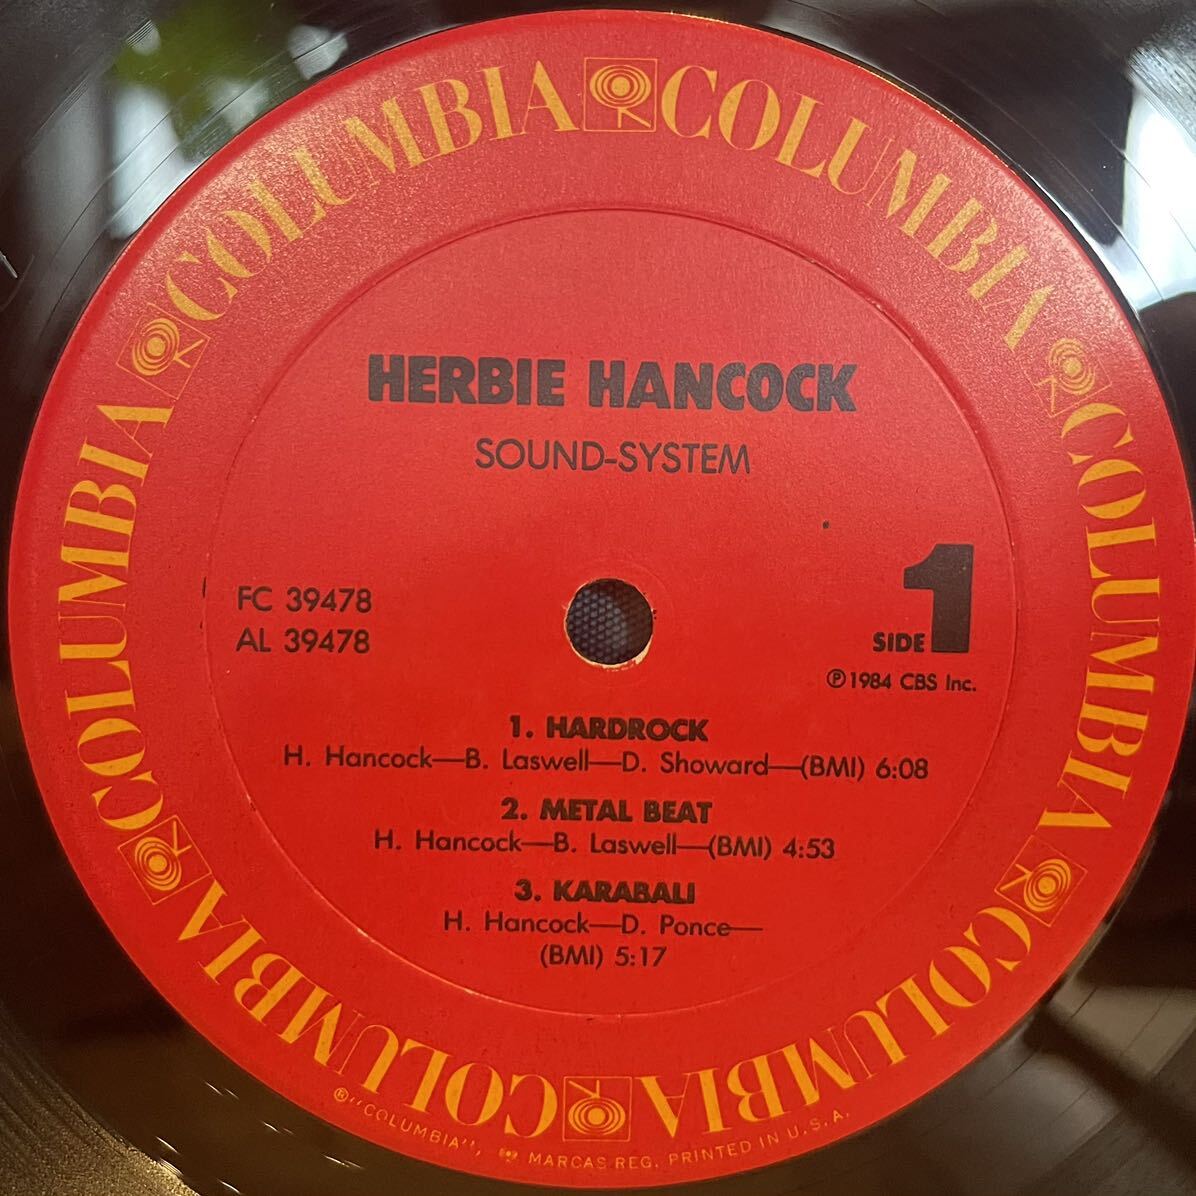 COLUMBIA COLUMBIA COLUMBIA COLUMBIA COLUMBIA COLUMBIA COLUMBIA
HERBIE HANCOCK
SOUND-SYSTEM
FC 39478
AL 39478
SIDE 1
℗1984 CBS Inc.
1. HARDROCK
H. Hancock—B. Laswell—D. Showard—(BMI) 6:08
2. METAL BEAT
H. Hancock—B. Laswell—(BMI) 4:53
3. KARABALI
H. Hancock—D. Ponce—
(BMI) 5:17
®"COLUMBIA", MARCAS REG. PRINTED IN U.S.A.